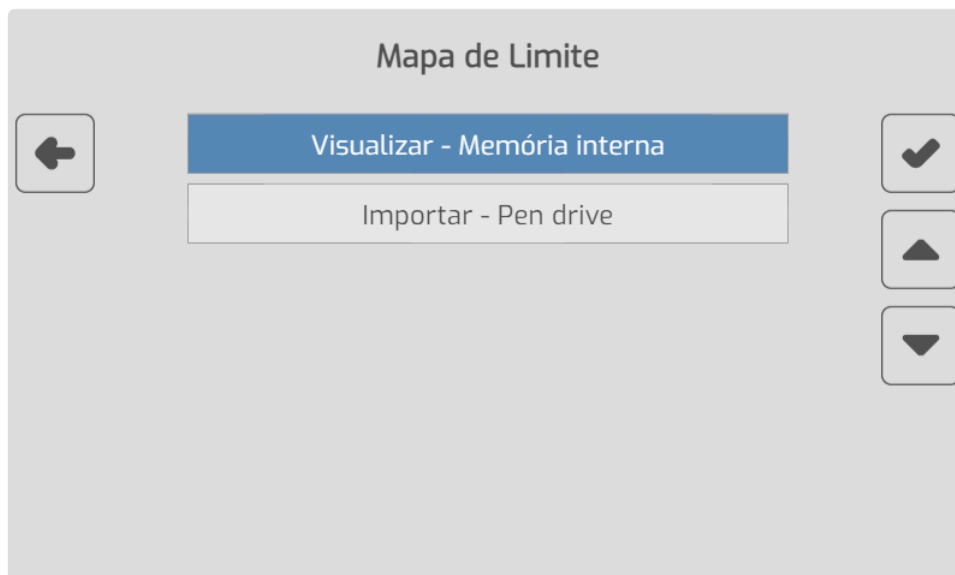 Mapa de Limite
Visualizar - Memória interna
Importar - Pen drive